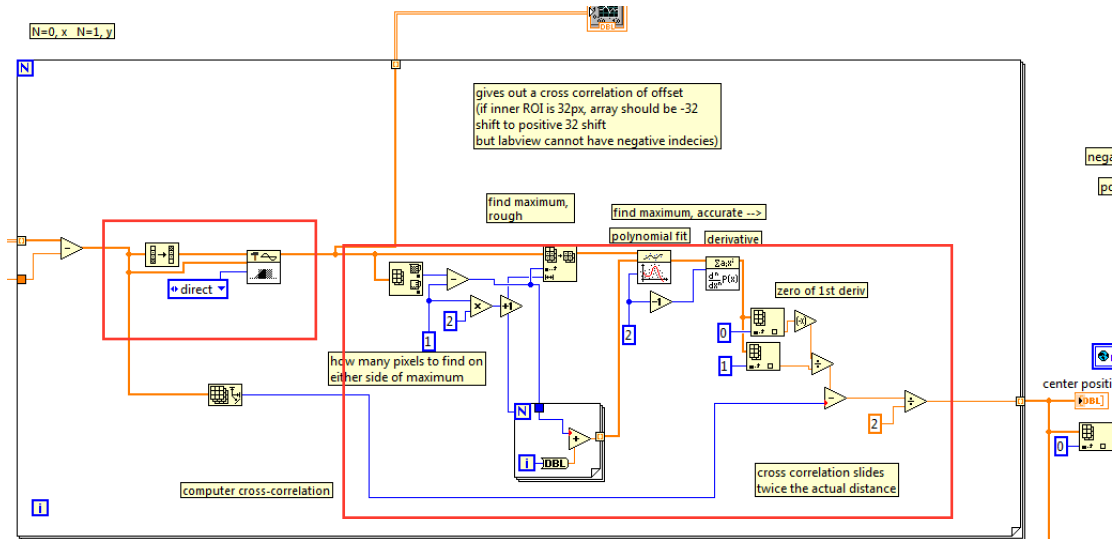 N=0, x   N=1, y
DBL
N
gives out a cross correlation of offset
(if inner ROI is 32px, array should be -32
shift to positive 32 shift
but labview cannot have negative indecies)
nega
po
find maximum,
rough
find maximum, accurate -->
polynomial fit
derivative
direct
zero of 1st deriv
2
+1
-1
1
2
0
1
how many pixels to find on
either side of maximum
center positi
DBL]
N
2
0
i
DBL
computer cross-correlation
cross correlation slides
twice the actual distance
i